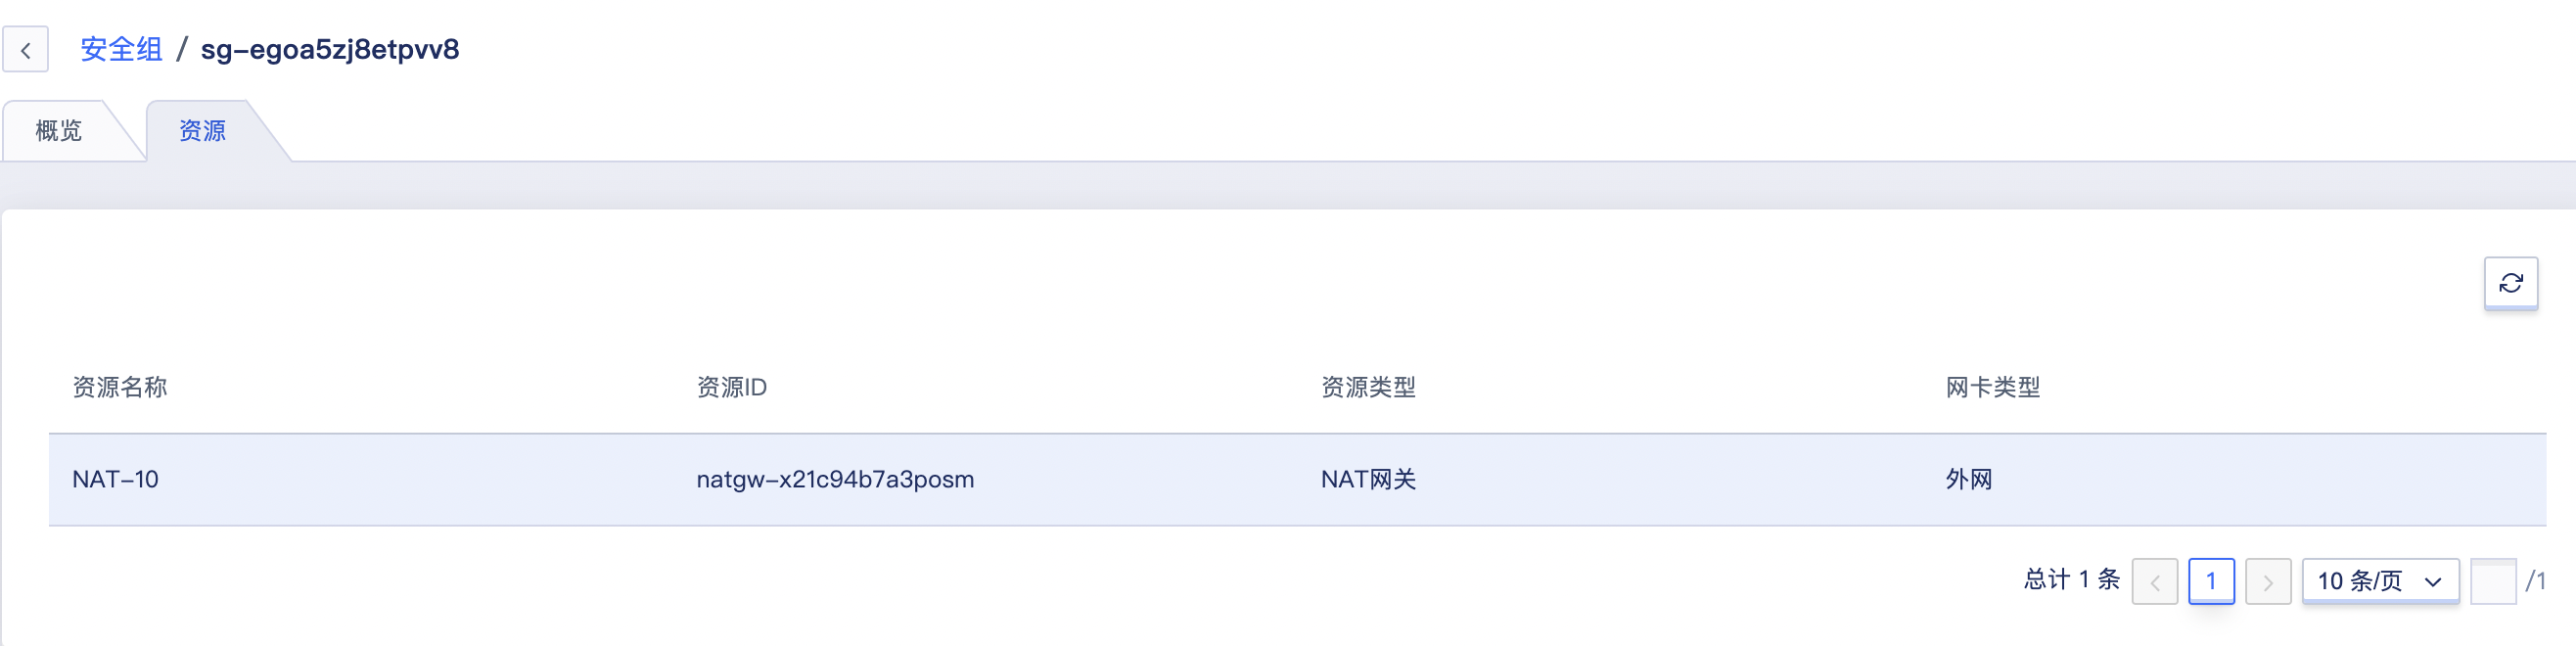 安全组 / sg-egoa5zj8etpvv8
概览 资源
资源名称 资源ID 资源类型 网卡类型
NAT-10 natgw-x21c94b7a3posm NAT网关 外网
总计 1 条 1 10 条/页 /1